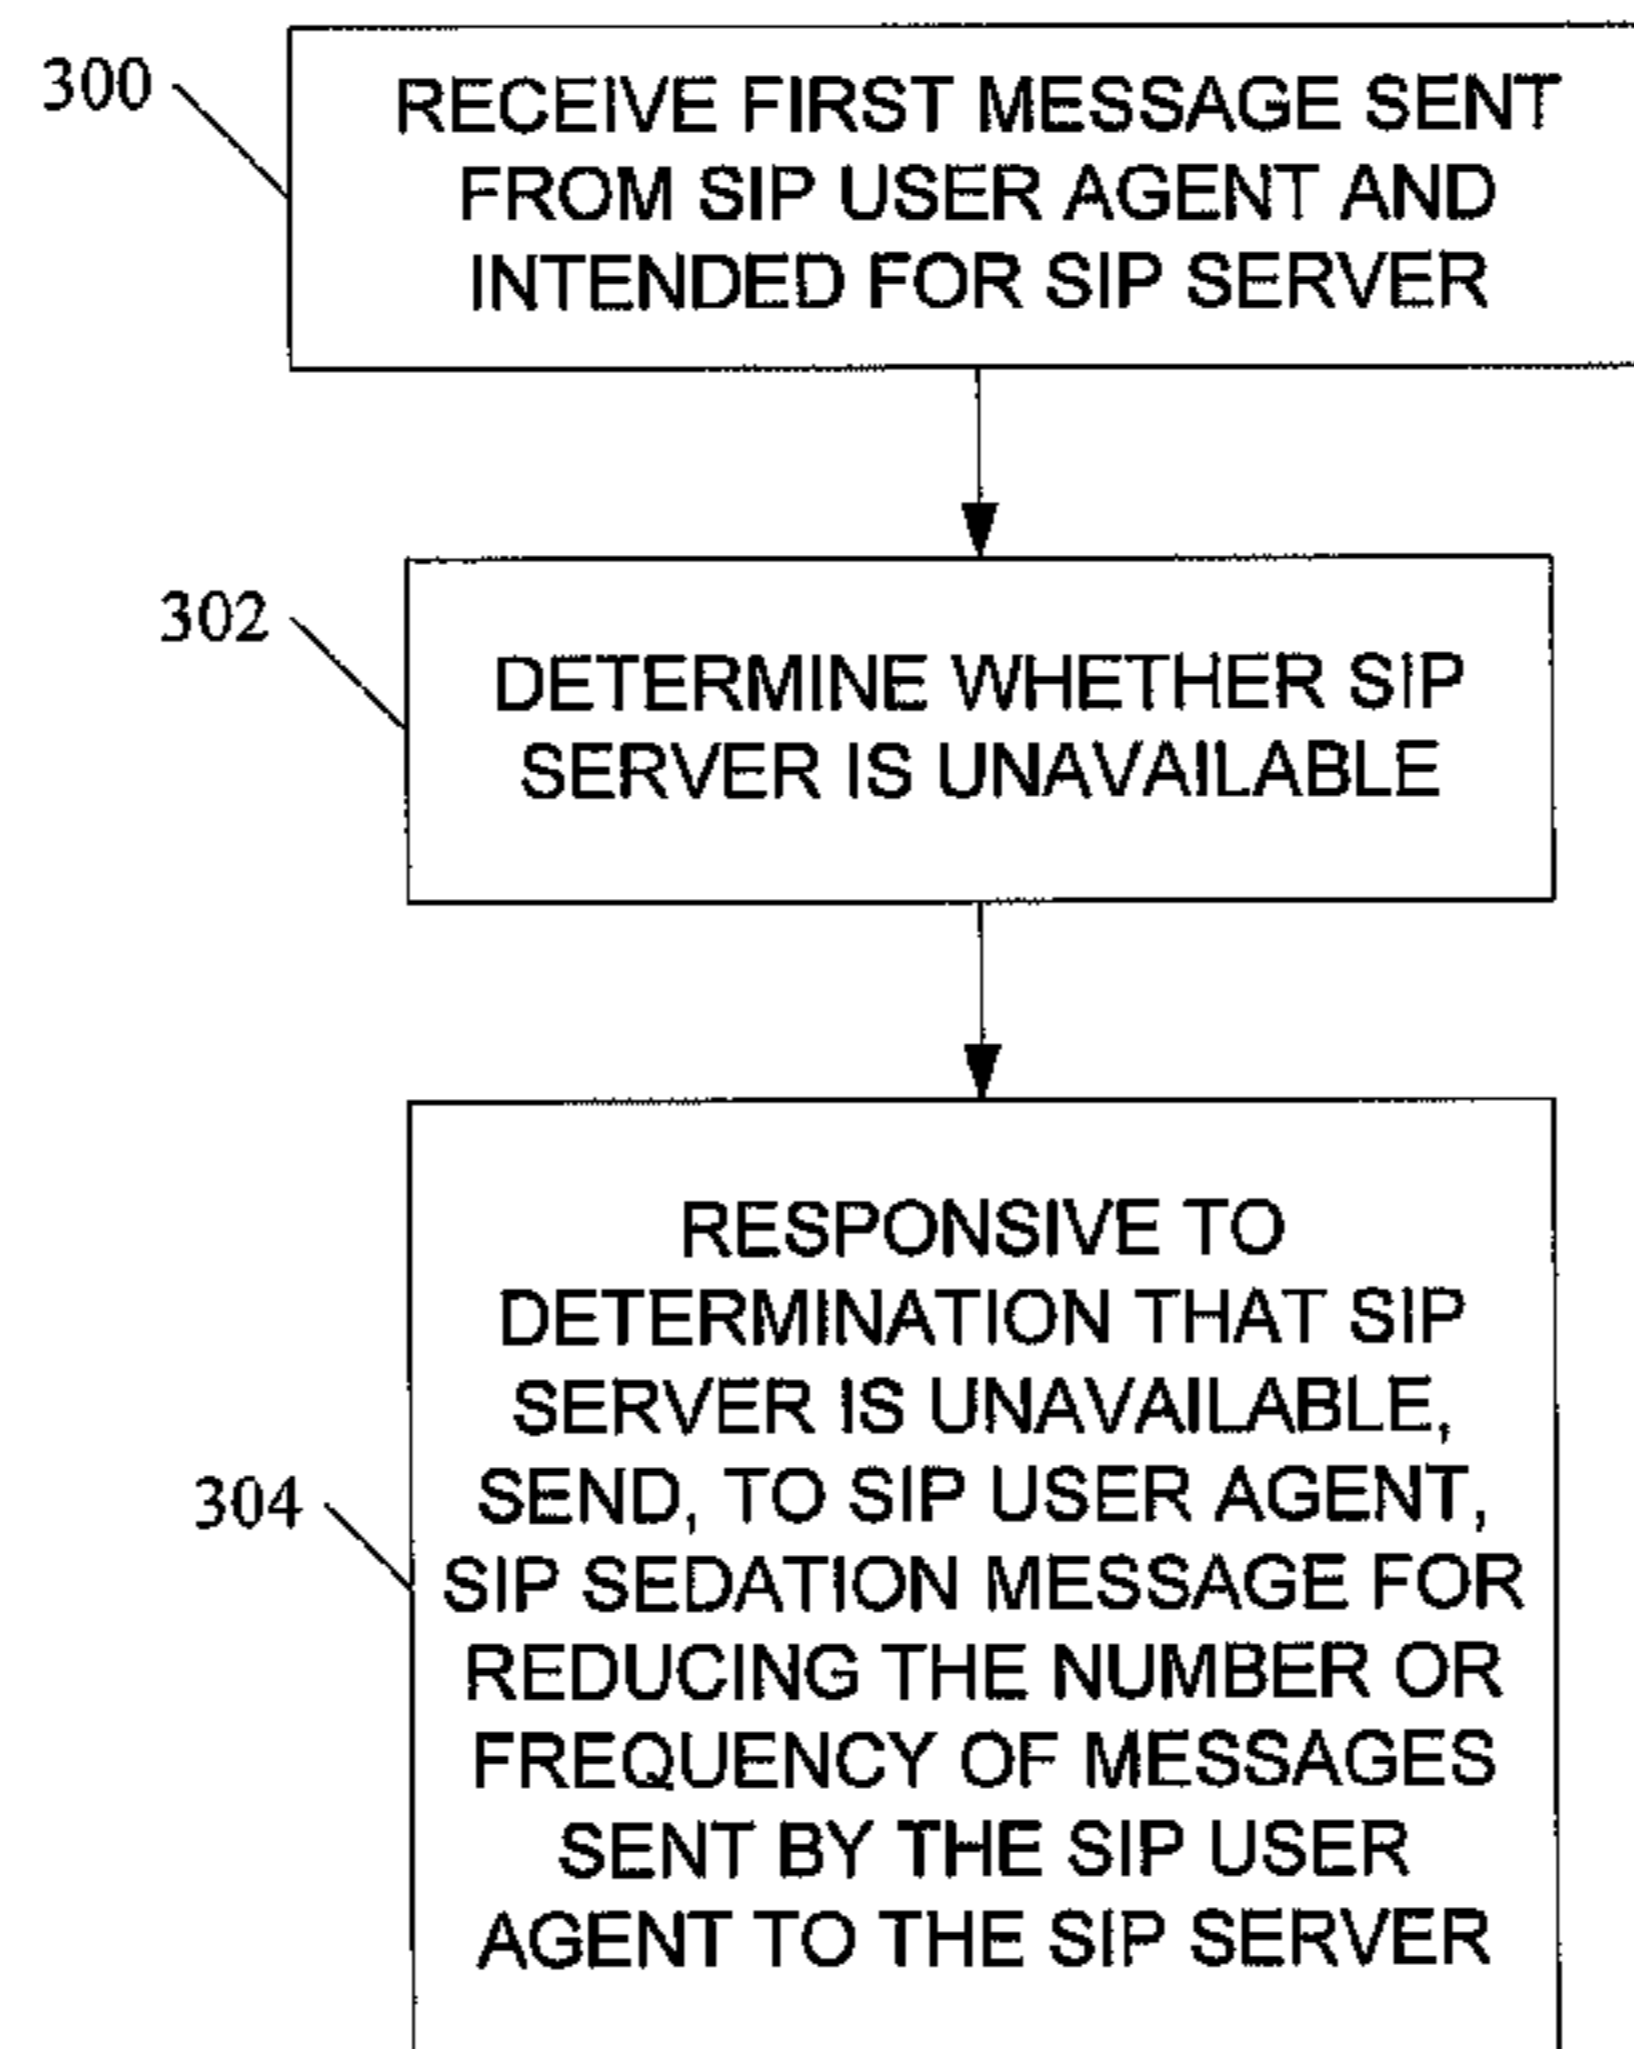 300
RECEIVE FIRST MESSAGE SENT
FROM SIP USER AGENT AND
INTENDED FOR SIP SERVER
302
DETERMINE WHETHER SIP
SERVER IS UNAVAILABLE
304
RESPONSIVE TO
DETERMINATION THAT SIP
SERVER IS UNAVAILABLE,
SEND, TO SIP USER AGENT,
SIP SEDATION MESSAGE FOR
REDUCING THE NUMBER OR
FREQUENCY OF MESSAGES
SENT BY THE SIP USER
AGENT TO THE SIP SERVER